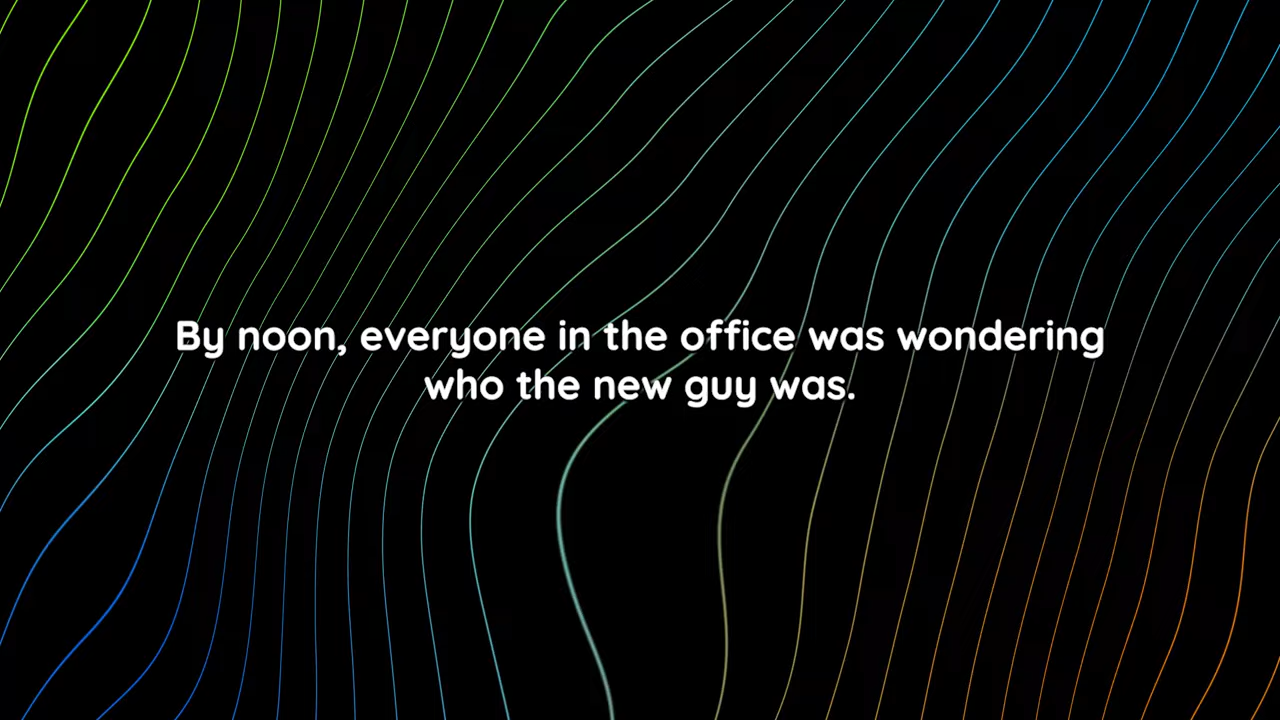 By noon, everyone in the office was wondering
who the new guy was.